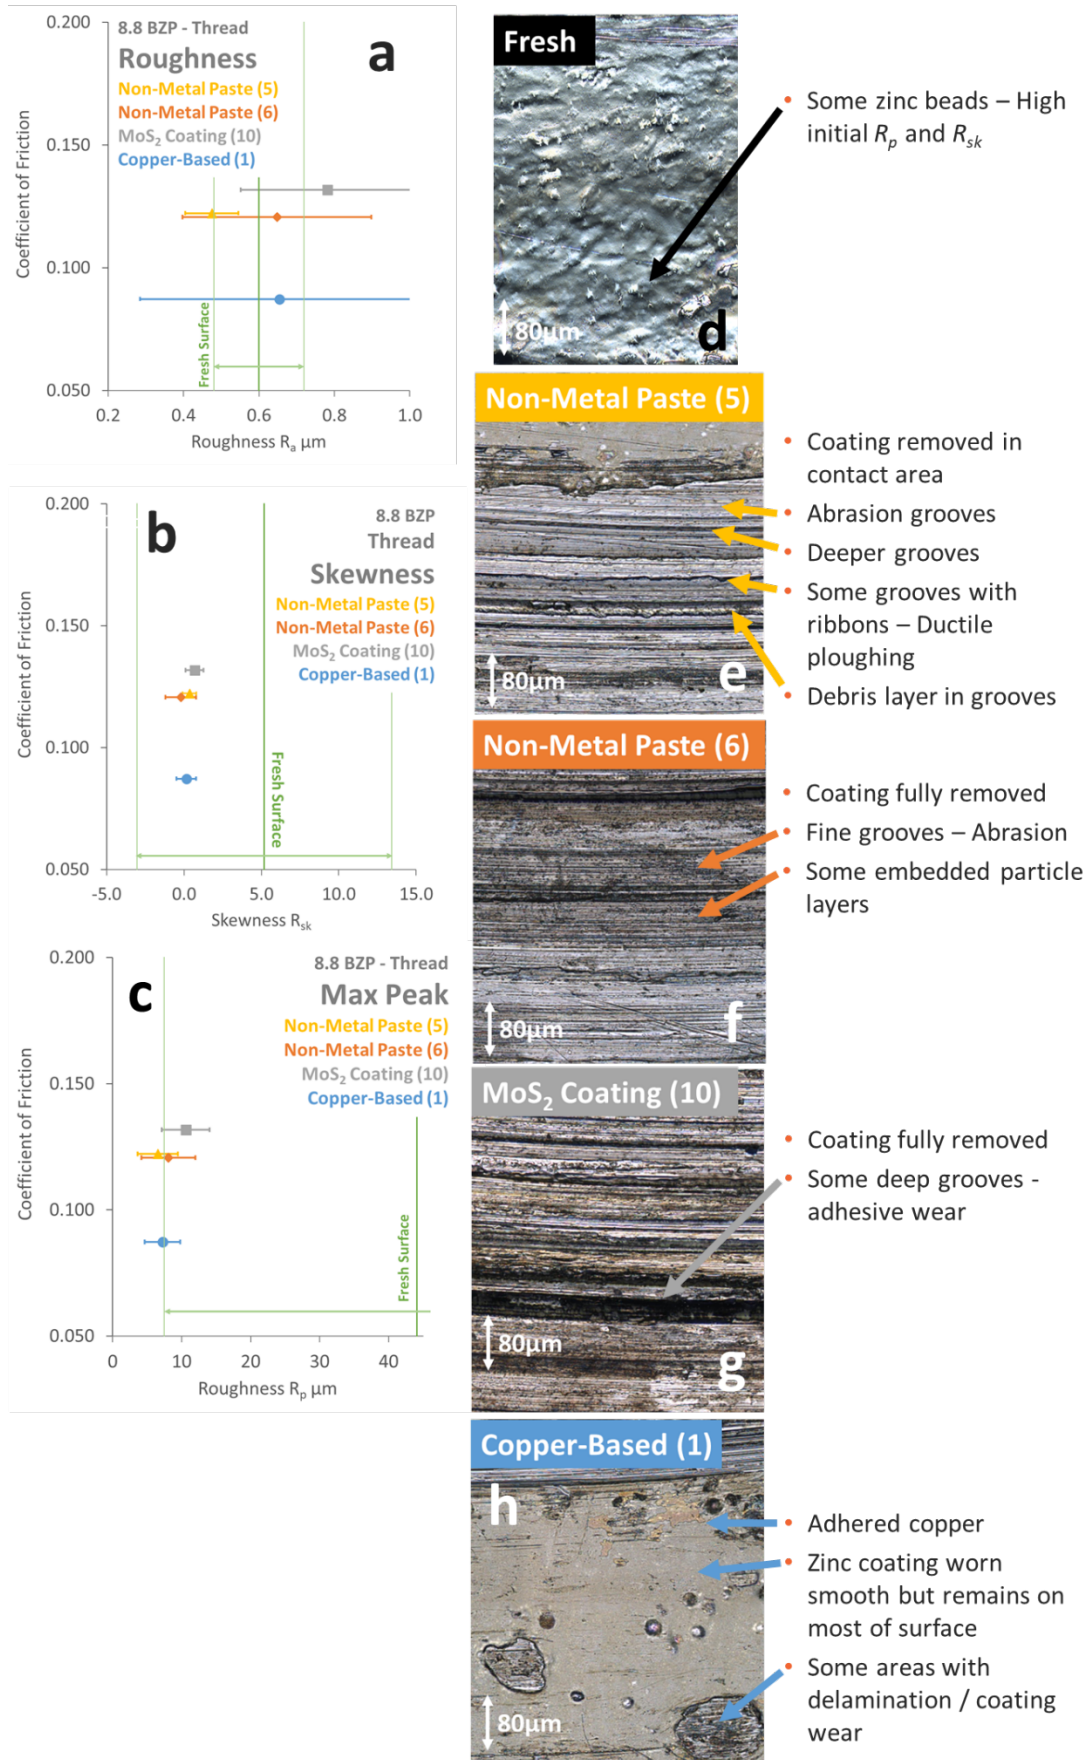 0.200
8.8 BZP - Thread
Roughness
a
Non-Metal Paste (5)
Non-Metal Paste (6)
MoS2 Coating (10)
Copper-Based (1)
0.150
0.100
0.050
Coefficient of Friction
Fresh Surface
0.2 0.4 0.6 0.8 1.0
Roughness Ra µm
0.200
b
8.8 BZP
Thread
Skewness
Non-Metal Paste (5)
Non-Metal Paste (6)
MoS2 Coating (10)
Copper-Based (1)
0.150
0.100
0.050
Coefficient of Friction
Fresh Surface
-5.0 0.0 5.0 10.0 15.0
Skewness Rsk
0.200
c
8.8 BZP - Thread
Max Peak
Non-Metal Paste (5)
Non-Metal Paste (6)
MoS2 Coating (10)
Copper-Based (1)
0.150
0.100
0.050
Coefficient of Friction
Fresh Surface
0 10 20 30 40
Roughness Rp µm
Fresh
80µm
d
• Some zinc beads – High
initial Rp and Rsk
Non-Metal Paste (5)
80µm
e
• Coating removed in
contact area
• Abrasion grooves
• Deeper grooves
• Some grooves with
ribbons – Ductile
ploughing
• Debris layer in grooves
Non-Metal Paste (6)
80µm
f
• Coating fully removed
• Fine grooves – Abrasion
• Some embedded particle
layers
MoS2 Coating (10)
80µm
g
• Coating fully removed
• Some deep grooves -
adhesive wear
Copper-Based (1)
h
80µm
• Adhered copper
• Zinc coating worn
smooth but remains on
most of surface
• Some areas with
delamination / coating
wear